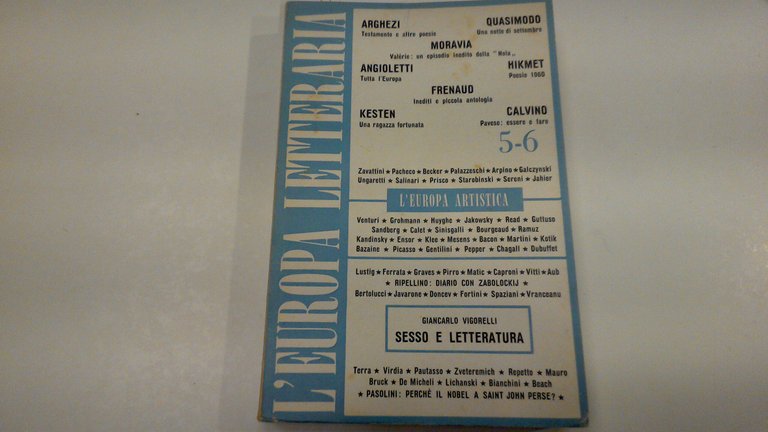 L'EUROPA LETTERARIA
ARGHEZI
Testamento e altre poesie
QUASIMODO
Una notte di settembre
MORAVIA
Valérie: un episodio inedito della "Noia„
ANGIOLETTI
Tutta l'Europa
HIKMET
Poesie 1960
FRENAUD
Inediti e piccola antologia
KESTEN
Una ragazza fortunata
CALVINO
Pavese: essere e fare
5-6
Zavattini ★ Pacheco ★ Becker ★ Palazzeschi ★ Arpino ★ Galczynski
Ungaretti ★ Salinari ★ Prisco ★ Starobinski ★ Sereni ★ Jahier
L'EUROPA ARTISTICA
Venturi ★ Grohmann ★ Huyghe ★ Jakowsky ★ Read ★ Guttuso
Sandberg ★ Calet ★ Sinisgalli ★ Bourgeaud ★ Ramuz
Kandinsky ★ Ensor ★ Klee ★ Mesens ★ Bacon ★ Martini ★ Kotik
Bazaine ★ Picasso ★ Gentilini ★ Pepper ★ Chagall ★ Dubuffet
Lustig ★ Ferrata ★ Graves ★ Pirro ★ Matic ★ Caproni ★ Vitti ★ Aub
★ RIPELLINO: DIARIO CON ZABOLOCKIJ ★
Bertolucci ★ Javarone ★ Doncev ★ Fortini ★ Spaziani ★ Vranceanu
GIANCARLO VIGORELLI
SESSO E LETTERATURA
Terra ★ Virdia ★ Pautasso ★ Zveteremich ★ Repetto ★ Mauro
Bruck ★ De Micheli ★ Lichanski ★ Bianchini ★ Beach
★ PASOLINI: PERCHÈ IL NOBEL A SAINT JOHN PERSE? ★